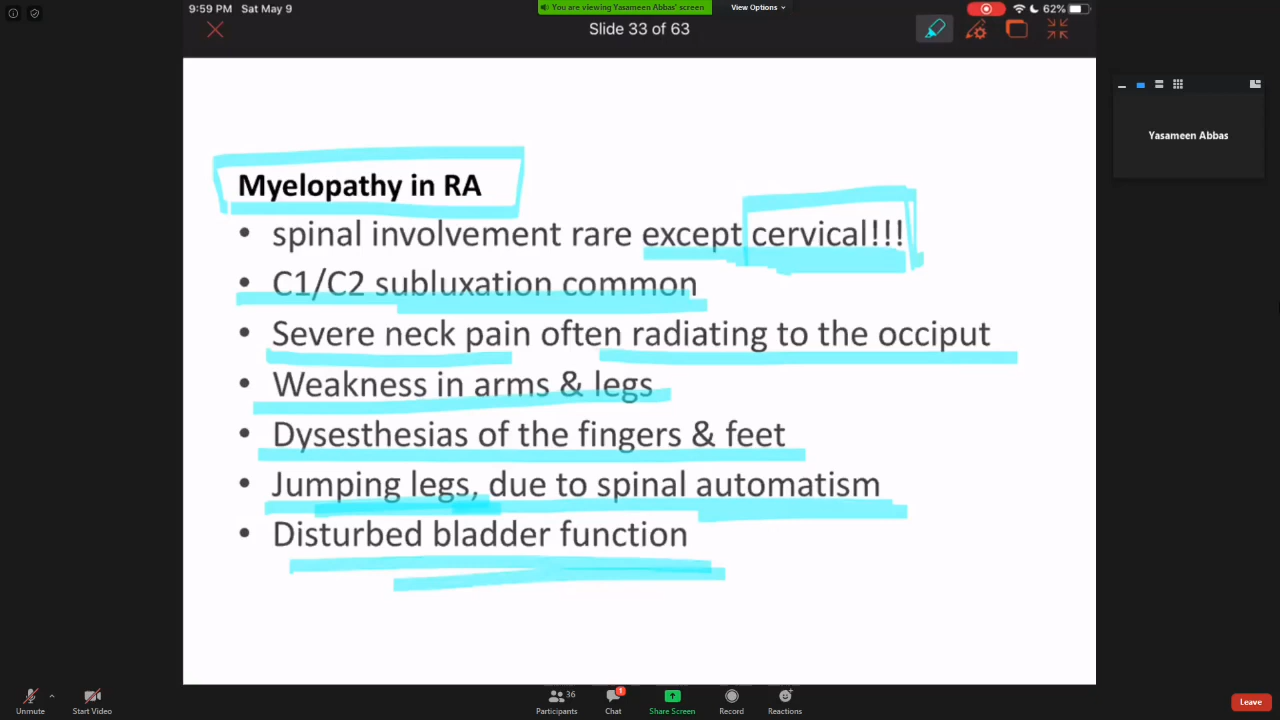 9:59 PM Sat May 9
You are viewing Yasameen Abbas' screen
View Options
62%
Slide 33 of 63
Yasameen Abbas
Myelopathy in RA
• spinal involvement rare except cervical!!!
• C1/C2 subluxation common
• Severe neck pain often radiating to the occiput
• Weakness in arms & legs
• Dysesthesias of the fingers & feet
• Jumping legs, due to spinal automatism
• Disturbed bladder function
36
1
Unmute
Start Video
Participants
Chat
Share Screen
Record
Reactions
Leave